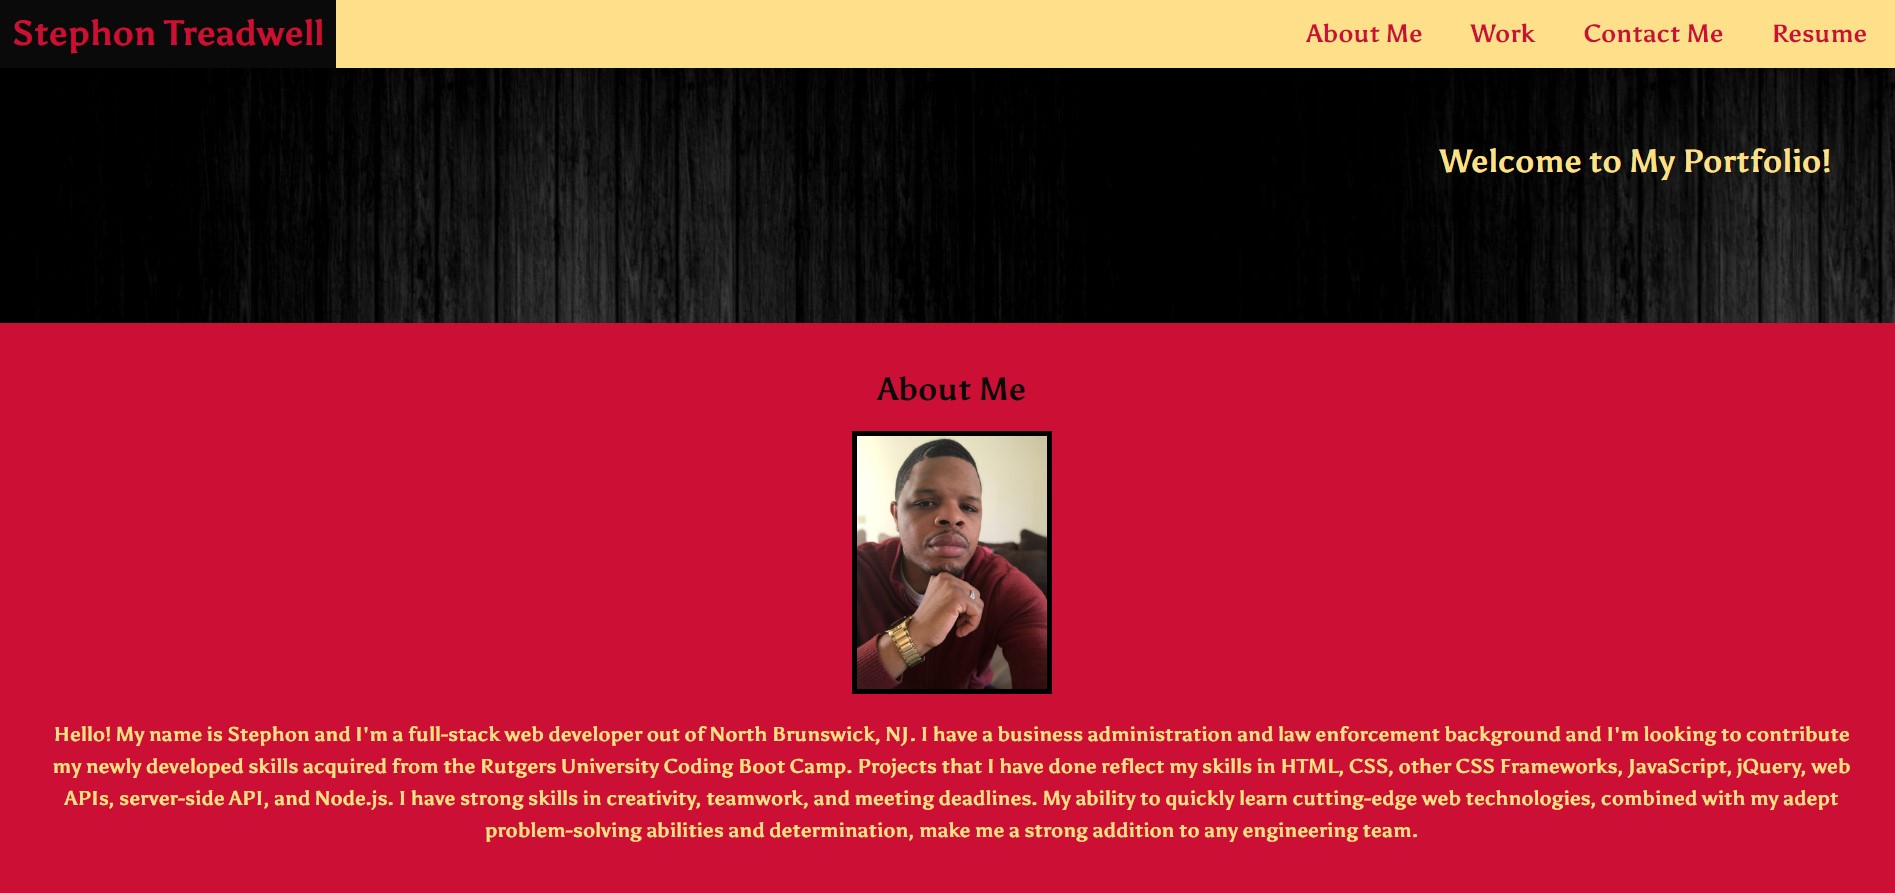 Stephon Treadwell
About Me
Work
Contact Me
Resume
Welcome to My Portfolio!
About Me
Hello! My name is Stephon and I'm a full-stack web developer out of North Brunswick, NJ. I have a business administration and law enforcement background and I'm looking to contribute
my newly developed skills acquired from the Rutgers University Coding Boot Camp. Projects that I have done reflect my skills in HTML, CSS, other CSS Frameworks, JavaScript, jQuery, web
APIs, server-side API, and Node.js. I have strong skills in creativity, teamwork, and meeting deadlines. My ability to quickly learn cutting-edge web technologies, combined with my adept
problem-solving abilities and determination, make me a strong addition to any engineering team.